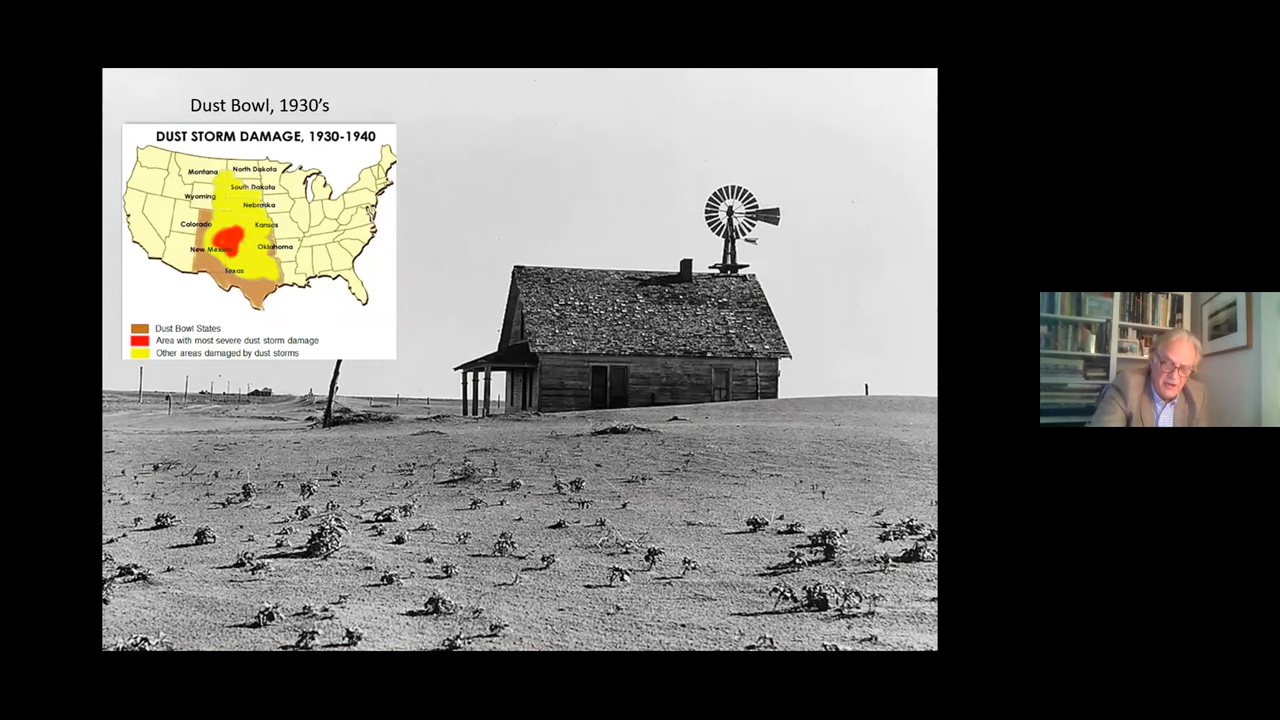 Dust Bowl, 1930's
DUST STORM DAMAGE, 1930-1940
Montana
North Dakota
South Dakota
Wyoming
Nebraska
Colorado
Kansas
New Mexico
Oklahoma
Texas
Dust Bowl States
Area with most severe dust storm damage
Other areas damaged by dust storms